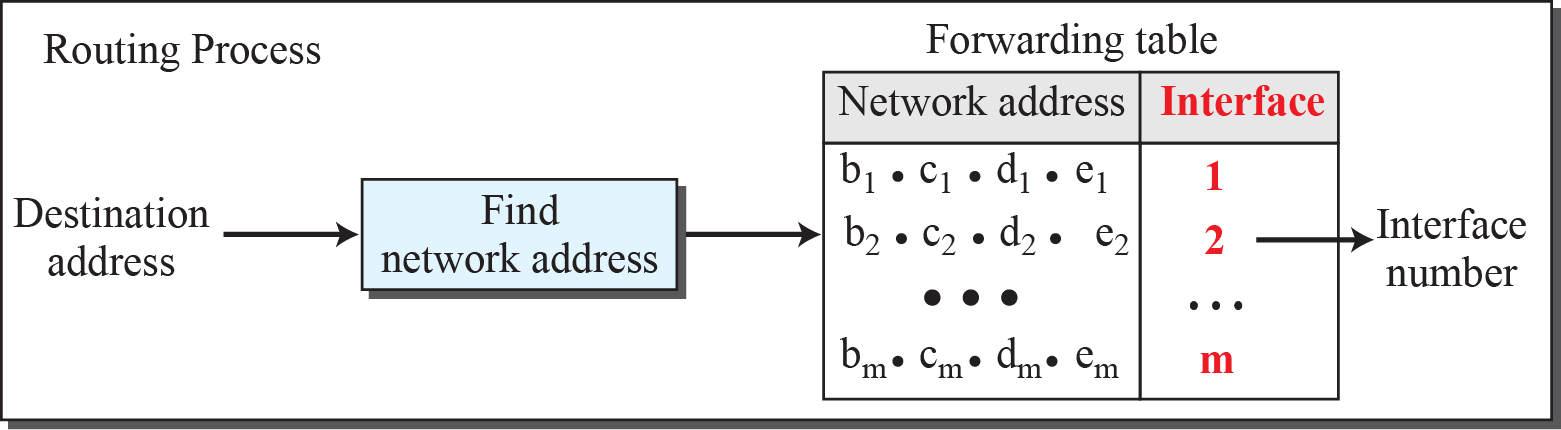 Routing Process
Forwarding table
Network address Interface
b₁ • c₁ • d₁ • e₁ 1
b₂ • c₂ • d₂ • e₂ 2
• • • ...
bₘ • cₘ • dₘ • eₘ m
Destination
address
Find
network address
Interface
number